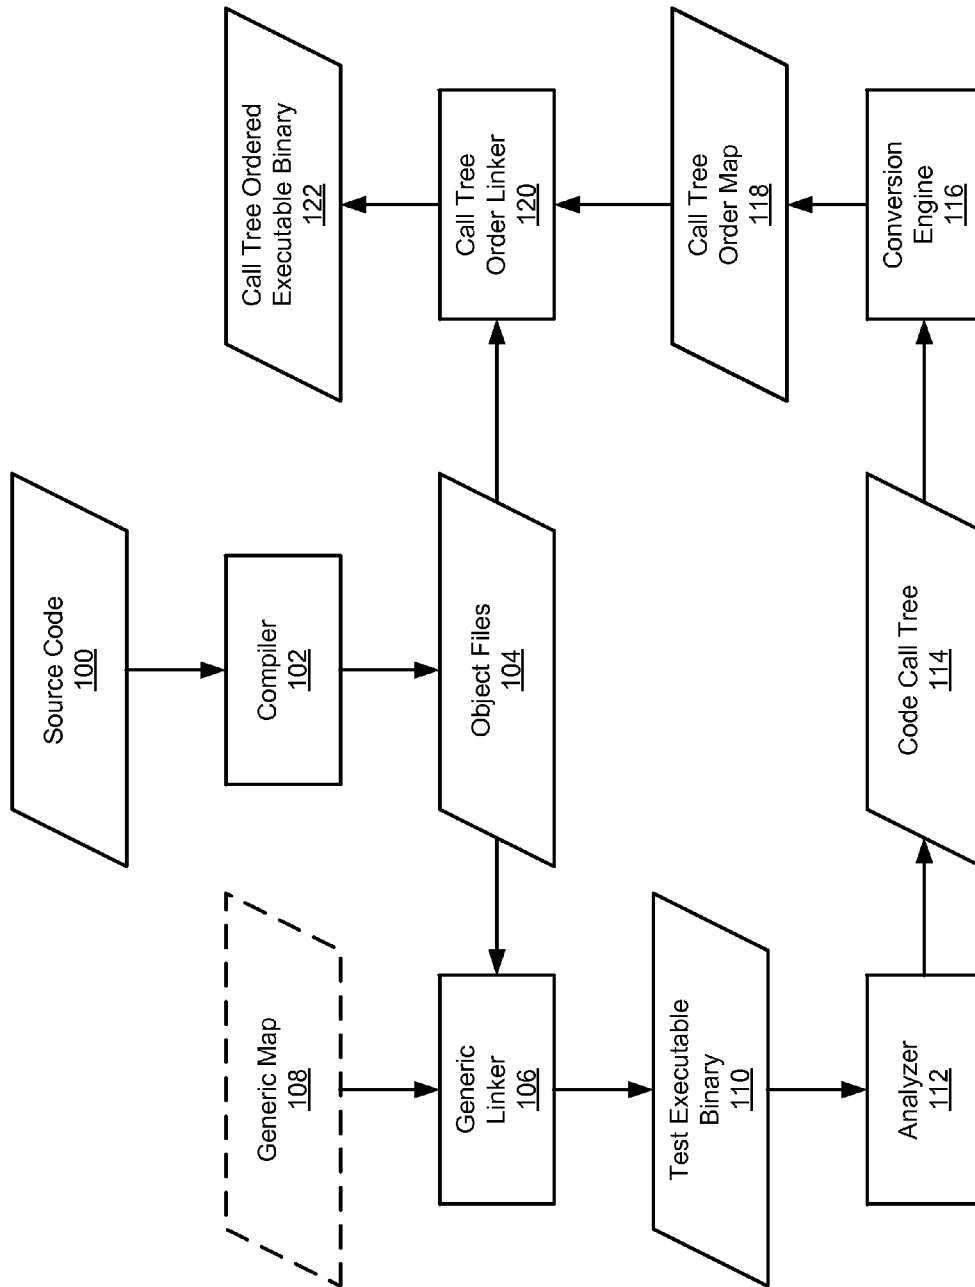 Source Code
100
Compiler
102
Object Files
104
Generic Map
108
Generic
Linker
106
Test Executable
Binary
110
Analyzer
112
Code Call Tree
114
Conversion
Engine
116
Call Tree
Order Map
118
Call Tree
Order Linker
120
Call Tree Ordered
Executable Binary
122